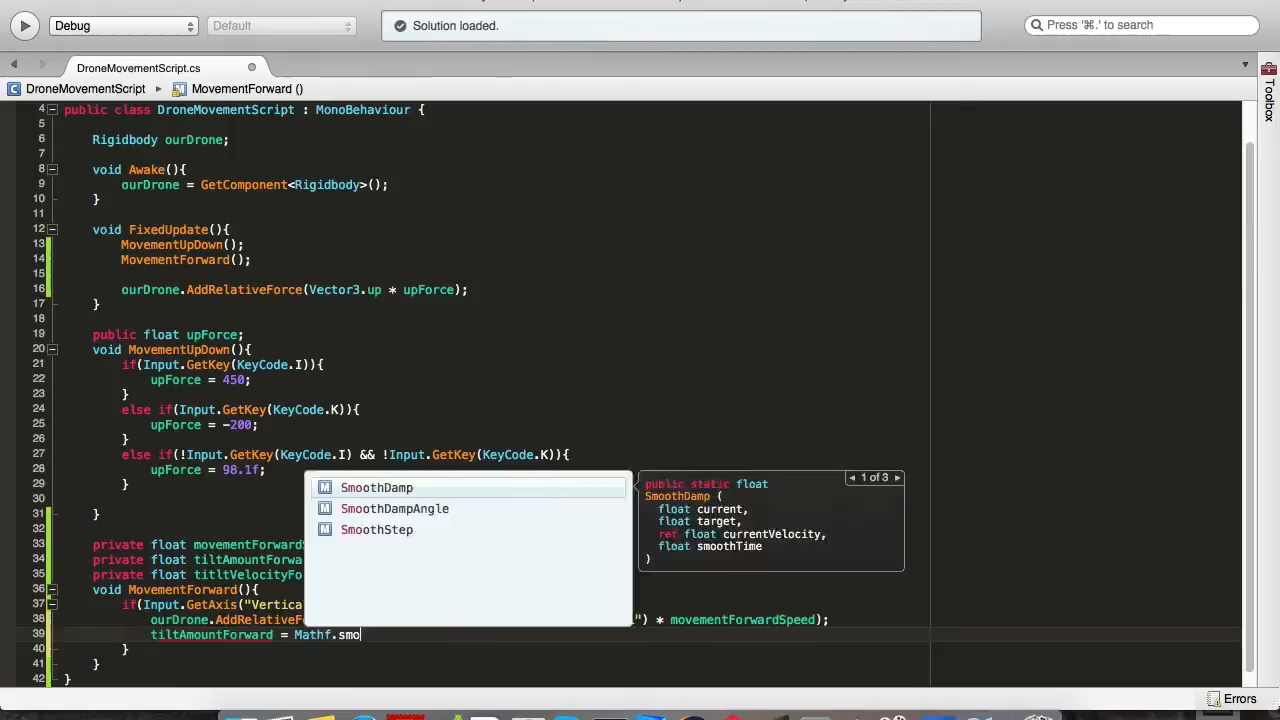 Debug
Default
Solution loaded.
Press '⌘.' to search
DroneMovementScript.cs
DroneMovementScript ▸ MovementForward ()
Toolbox
4 public class DroneMovementScript : MonoBehaviour {
5
6 Rigidbody ourDrone;
7
8 void Awake(){
9 ourDrone = GetComponent<Rigidbody>();
10 }
11
12 void FixedUpdate(){
13 MovementUpDown();
14 MovementForward();
15
16 ourDrone.AddRelativeForce(Vector3.up * upForce);
17 }
18
19 public float upForce;
20 void MovementUpDown(){
21 if(Input.GetKey(KeyCode.I)){
22 upForce = 450;
23 }
24 else if(Input.GetKey(KeyCode.K)){
25 upForce = -200;
26 }
27 else if(!Input.GetKey(KeyCode.I) && !Input.GetKey(KeyCode.K)){
28 upForce = 98.1f;
29 }
30
31 }
32
33 private float movementForwardS
34 private float tiltAmountForwa
35 private float titltVelocityFo
36 void MovementForward(){
37 if(Input.GetAxis("Vertica
38 ourDrone.AddRelativeFo l") * movementForwardSpeed);
39 tiltAmountForward = Mathf.smo
40 }
41 }
42 }
SmoothDamp
SmoothDampAngle
SmoothStep
1 of 3
public static float
SmoothDamp (
float current,
float target,
ref float currentVelocity,
float smoothTime
)
Errors